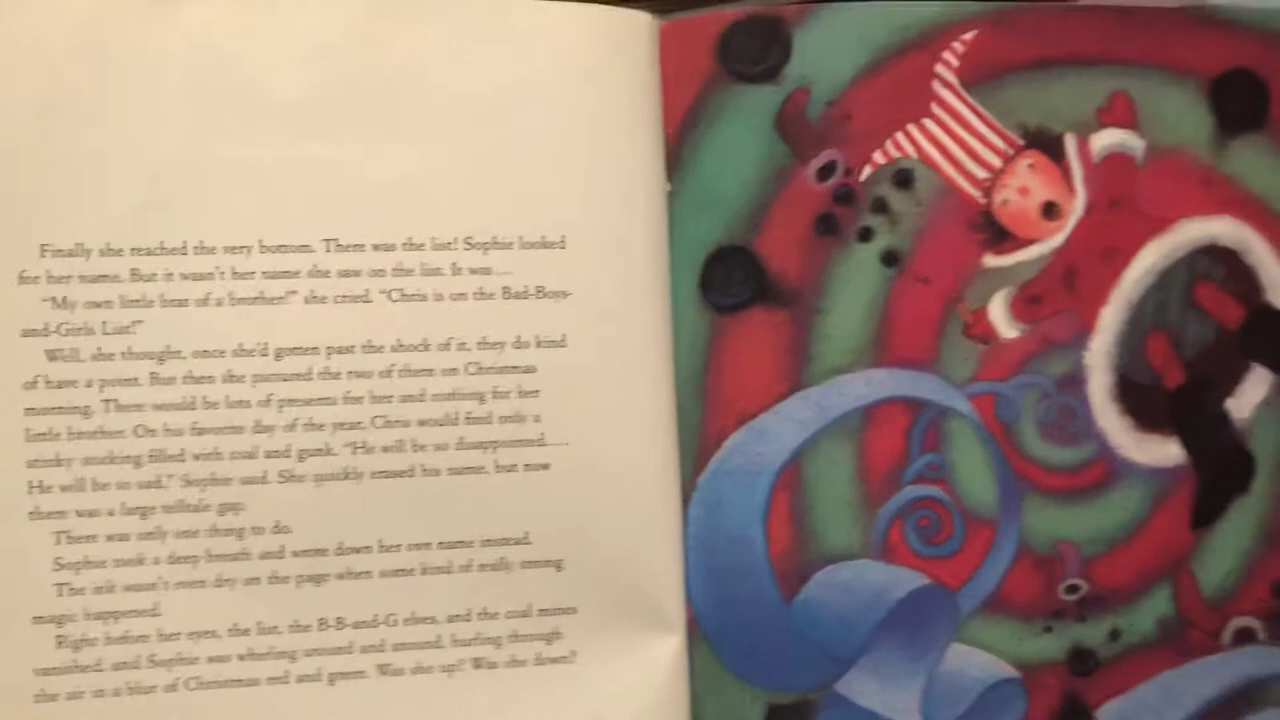 Finally she reached the very bottom. There was the list! Sophie looked
for her name. But it wasn't her name she saw on the list. It was....
"My own little brat of a brother!" she cried. "Chris is on the Bad-Boys-
and-Girls List!"
Well, she thought, once she'd gotten past the shock of it, they do kind
of have a point. But then she pictured the two of them on Christmas
morning. There would be lots of presents for her and nothing for her
little brother. On his favorite day of the year, Chris would find only a
stinky stocking filled with coal and gunk. "He will be so disappointed....
He will be so sad," Sophie said. She quickly erased his name, but now
there was a large telltale gap.
There was only one thing to do.
Sophie took a deep breath and wrote down her own name instead.
The ink wasn't even dry on the page when some kind of really strong
magic happened.
Right before her eyes, the list, the B-B-and-G elves, and the coal mines
vanished, and Sophie was whirling around and around, hurling through
the air in a blur of Christmas red and green. Was she up? Was she down?